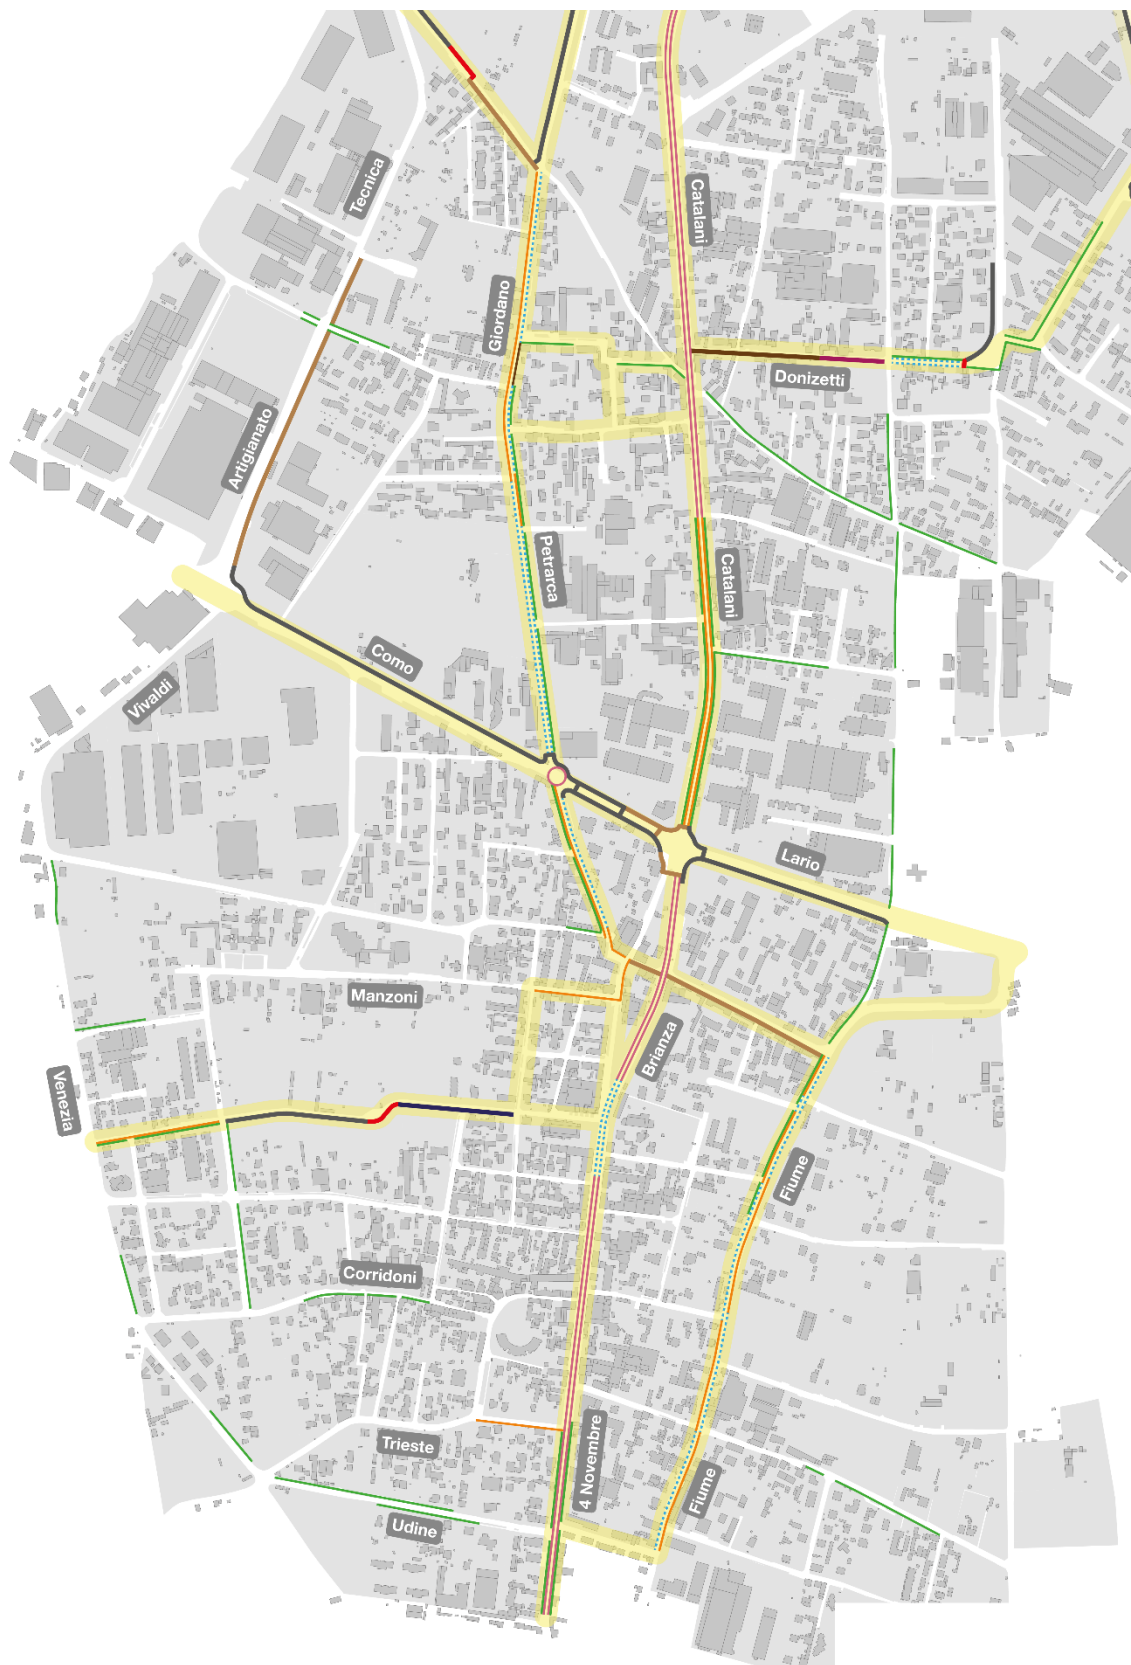 Tecnica
Catalani
Giordano
Donizetti
Artigianato
Petrarca
Catalani
Como
Vivaldi
Lario
Manzoni
Brianza
Venezia
Fiume
Corridoni
Trieste
4 Novembre
Fiume
Udine